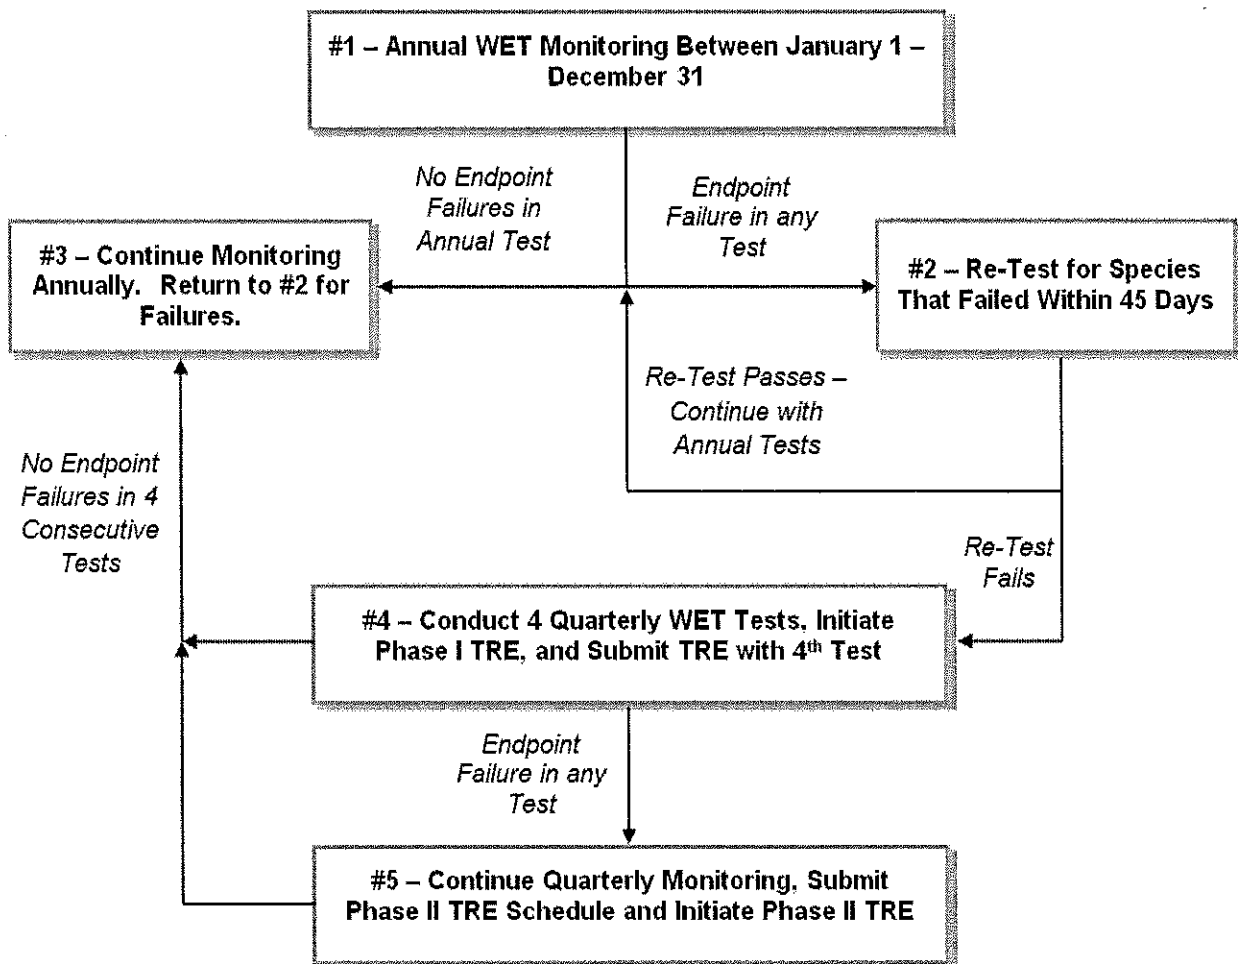 #1 – Annual WET Monitoring Between January 1 –
December 31
No Endpoint
Failures in
Annual Test
Endpoint
Failure in any
Test
#3 – Continue Monitoring
Annually. Return to #2 for
Failures.
#2 – Re-Test for Species
That Failed Within 45 Days
Re-Test Passes –
Continue with
Annual Tests
No Endpoint
Failures in 4
Consecutive
Tests
Re-Test
Fails
#4 – Conduct 4 Quarterly WET Tests, Initiate
Phase I TRE, and Submit TRE with 4th Test
Endpoint
Failure in any
Test
#5 – Continue Quarterly Monitoring, Submit
Phase II TRE Schedule and Initiate Phase II TRE